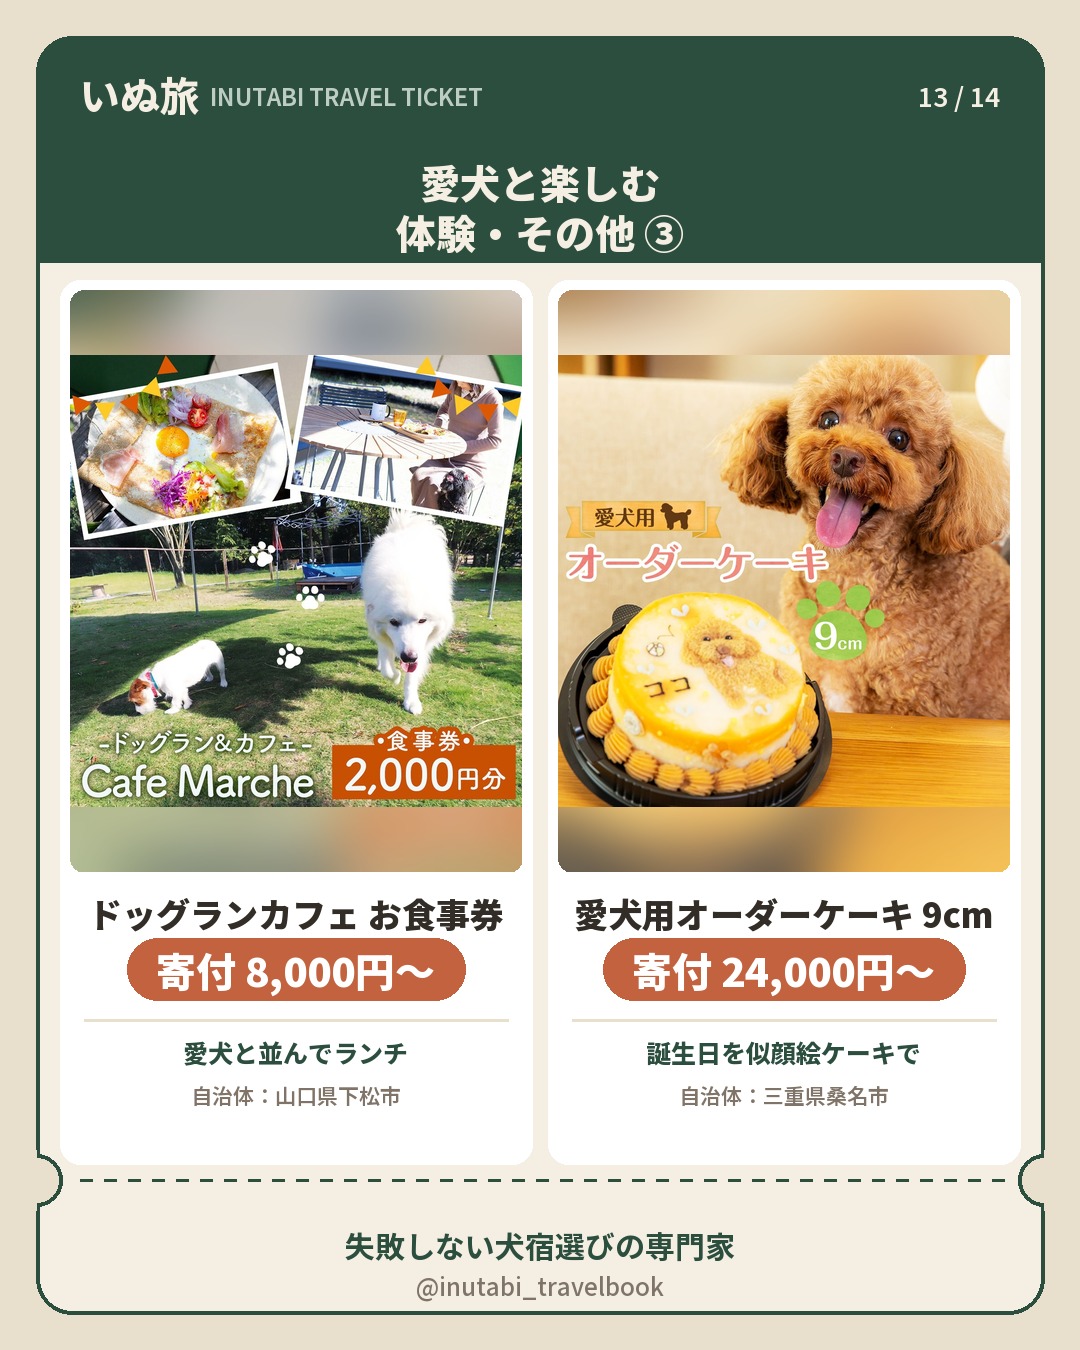 いぬ旅 INUTABI TRAVEL TICKET
13 / 14
愛犬と楽しむ
体験・その他 ③
-ドッグラン&カフェ-
Cafe Marche
•食事券•
2,000円分
愛犬用
オーダーケーキ
9cm
ココ
ドッグランカフェ お食事券
寄付 8,000円〜
愛犬と並んでランチ
自治体：山口県下松市
愛犬用オーダーケーキ 9cm
寄付 24,000円〜
誕生日を似顔絵ケーキで
自治体：三重県桑名市
失敗しない犬宿選びの専門家
@inutabi_travelbook